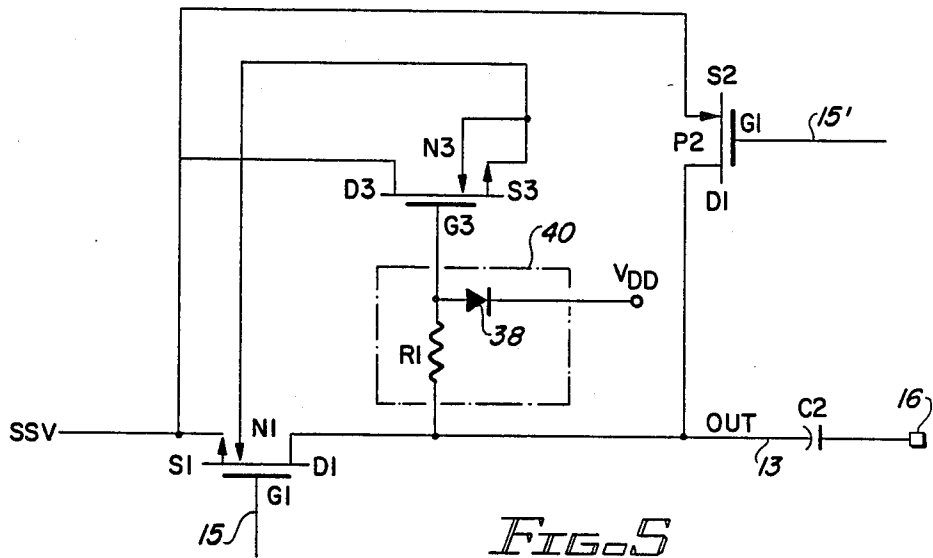 S2
G1
15'
P2
D1
N3
D3
S3
G3
40
VDD
38
R1
SSV
N1
S1
D1
G1
15
OUT
13
C2
16
FIG. 5